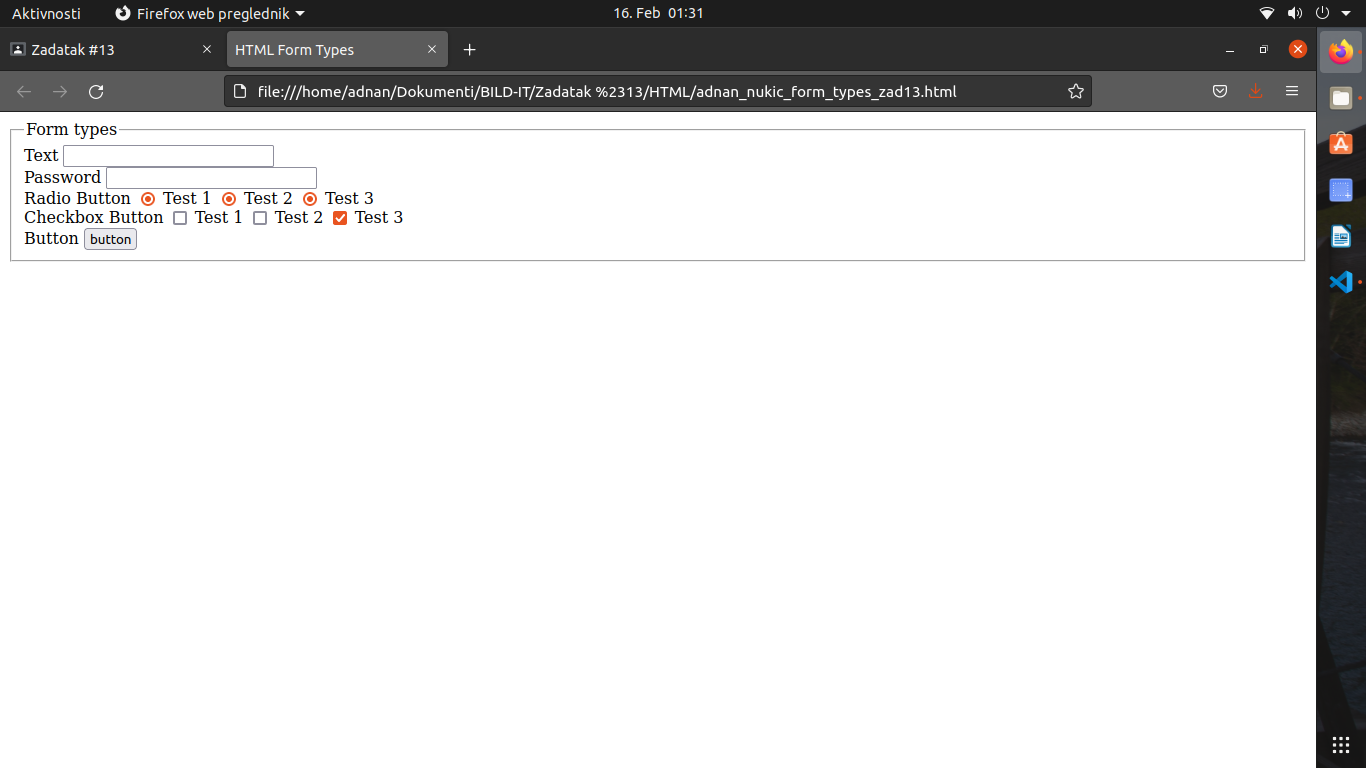 Aktivnosti Firefox web preglednik 16. Feb 01:31
Zadatak #13 HTML Form Types
file:///home/adnan/Dokumenti/BILD-IT/Zadatak %2313/HTML/adnan_nukic_form_types_zad13.html
Form types
Text
Password
Radio Button Test 1 Test 2 Test 3
Checkbox Button Test 1 Test 2 Test 3
Button button